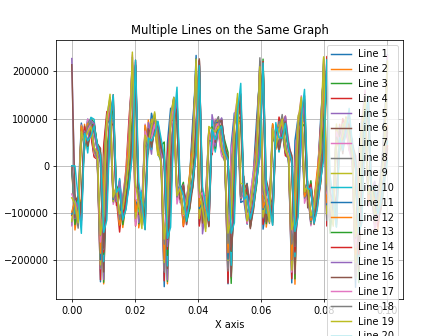 Multiple Lines on the Same Graph
200000
100000
0
−100000
−200000
0.00
0.02
0.04
0.06
X axis
Line 1
Line 2
Line 3
Line 4
Line 5
Line 6
Line 7
Line 8
Line 9
Line 10
Line 11
Line 12
Line 13
Line 14
Line 15
Line 16
Line 17
Line 18
Line 19
Line 20